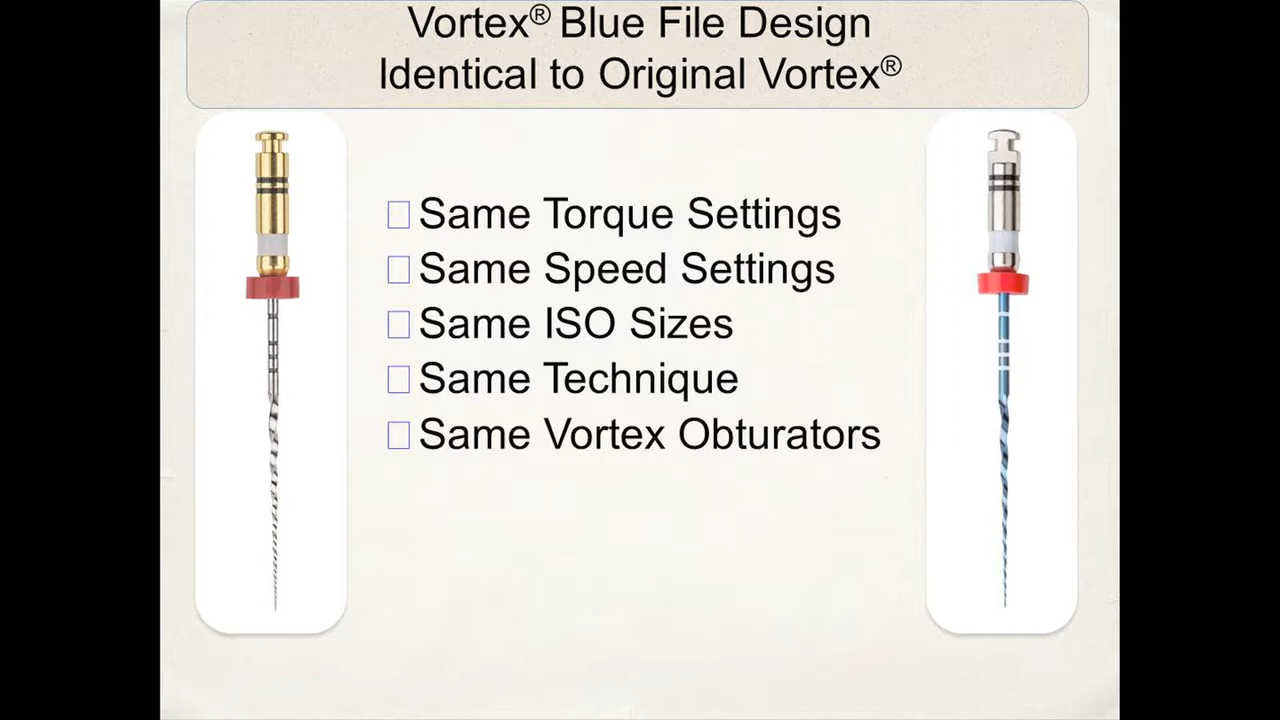 Vortex® Blue File Design
Identical to Original Vortex®
Same Torque Settings
Same Speed Settings
Same ISO Sizes
Same Technique
Same Vortex Obturators